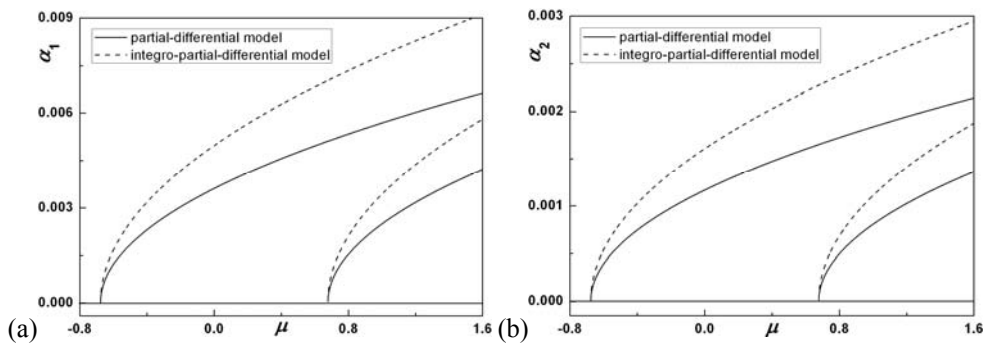 0.009
0.006
0.003
0.000
α1
partial-differential model
integro-partial-differential model
-0.8 0.0 μ 0.8 1.6
(a)
0.003
0.002
0.001
0.000
α2
partial-differential model
integro-partial-differential model
-0.8 0.0 μ 0.8 1.6
(b)